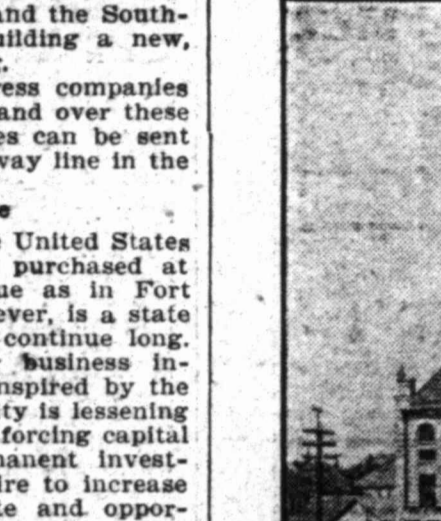 and the South-
uilding a new,
ress companies
and over these
es can be sent
way line in the
United States
purchased at
ue as in Fort
ever, is a state
continue long.
business in-
nspired by the
ty is lessening
forcing capital
manent invest-
ire to increase
and oppor-